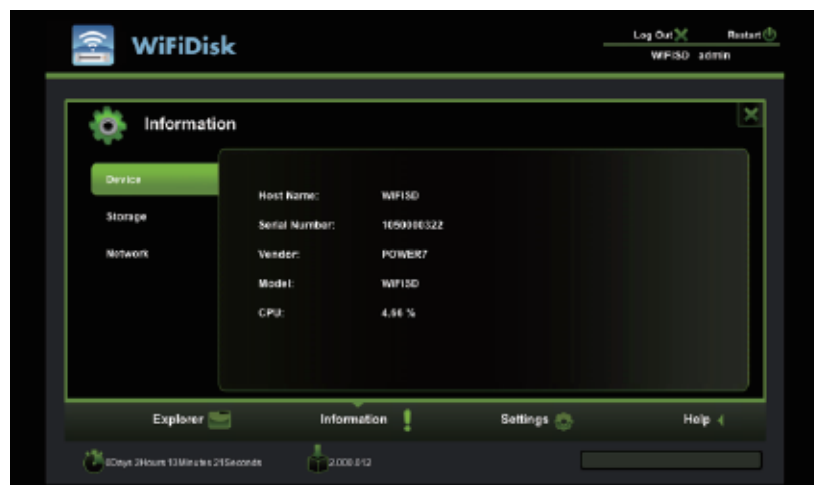 WiFiDisk
Log Out Restart
WIFISD admin
Information
Device
Storage
Network
Host Name: WIFISD
Serial Number: 1050000322
Vender: POWER7
Model: WIFISD
CPU: 4.66 %
Explorer Information Settings Help
0Days 2Hours 13Minutes 21Seconds 2.000.012